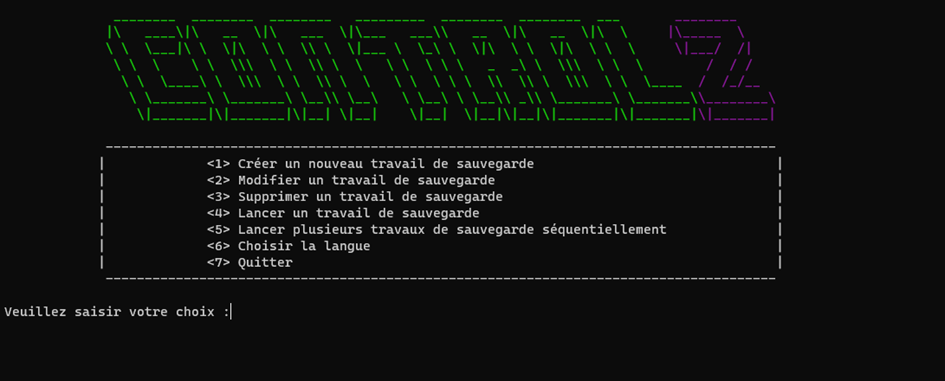 CONTROL Z
<1> Créer un nouveau travail de sauvegarde
<2> Modifier un travail de sauvegarde
<3> Supprimer un travail de sauvegarde
<4> Lancer un travail de sauvegarde
<5> Lancer plusieurs travaux de sauvegarde séquentiellement
<6> Choisir la langue
<7> Quitter
Veuillez saisir votre choix :